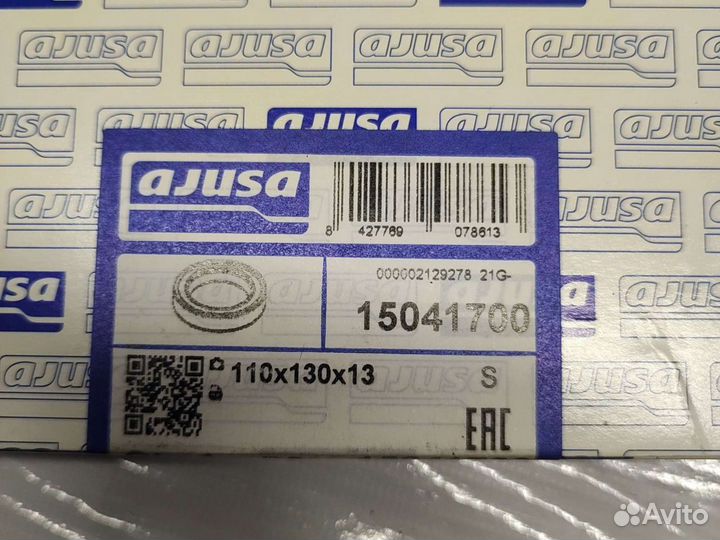 ajusa
8 427769 078613
000002129278 21G-
15041700
110x130x13
S
EAC
Avito